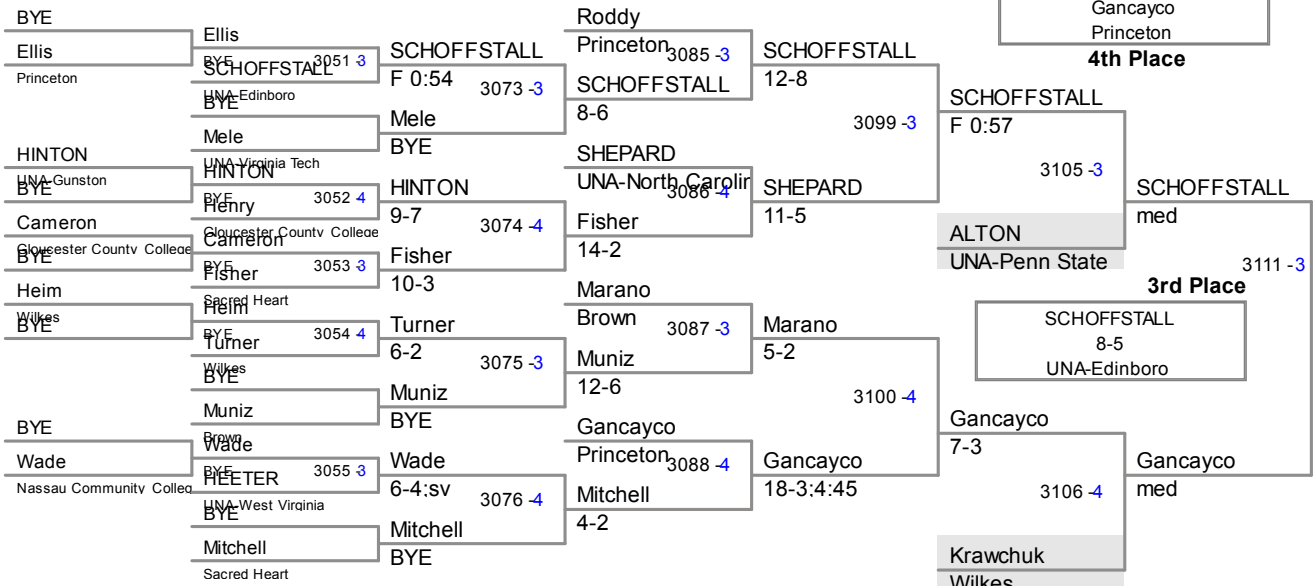 BYE
Ellis
Princeton
HINTON
UNA-Gunston
BYE
Cameron
Gloucester County College
BYE
Heim
Wilkes
BYE
BYE
Wade
Nassau Community Colleg
Ellis
BYE
3051 -3
SCHOFFSTALL
UNA-Edinboro
BYE
Mele
UNA-Virginia Tech
HINTON
BYE
3052 -4
Henry
Gloucester County College
Cameron
BYE
3053 -3
Fisher
Sacred Heart
Heim
BYE
3054 -4
Turner
Wilkes
BYE
Muniz
Brown
Wade
BYE
3055 -3
HEETER
UNA-West Virginia
BYE
Mitchell
Sacred Heart
SCHOFFSTALL
F 0:54
3073 -3
Mele
BYE
HINTON
9-7
3074 -4
Fisher
10-3
Turner
6-2
3075 -3
Muniz
BYE
Wade
6-4:sv
3076 -4
Mitchell
BYE
Roddy
Princeton
3085 -3
SCHOFFSTALL
8-6
SHEPARD
UNA-North Carolin
3086 -4
Fisher
14-2
Marano
Brown
3087 -3
Muniz
12-6
Gancayco
Princeton
3088 -4
Mitchell
4-2
SCHOFFSTALL
12-8
3099 -3
SHEPARD
11-5
Marano
5-2
3100 -4
Gancayco
18-3:4:45
SCHOFFSTALL
F 0:57
3105 -3
ALTON
UNA-Penn State
Gancayco
7-3
3106 -4
Krawchuk
Wilkes
SCHOFFSTALL
med
3111 -3
Gancayco
med
Gancayco
Princeton
4th Place
3rd Place
SCHOFFSTALL
8-5
UNA-Edinboro